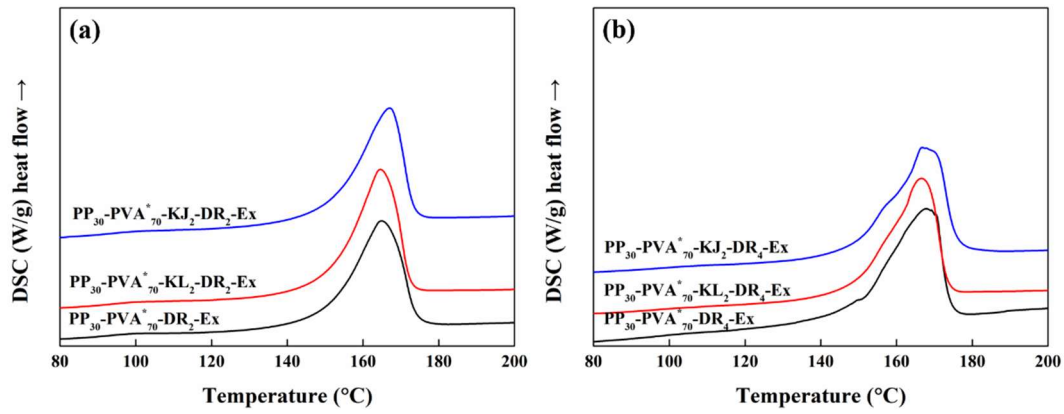 (a)
DSC (W/g) heat flow →
PP30-PVA*70-KJ2-DR2-Ex
PP30-PVA*70-KL2-DR2-Ex
PP30-PVA*70-DR2-Ex
80 100 120 140 160 180 200
Temperature (°C)
(b)
DSC (W/g) heat flow →
PP30-PVA*70-KJ2-DR4-Ex
PP30-PVA*70-KL2-DR4-Ex
PP30-PVA*70-DR4-Ex
80 100 120 140 160 180 200
Temperature (°C)